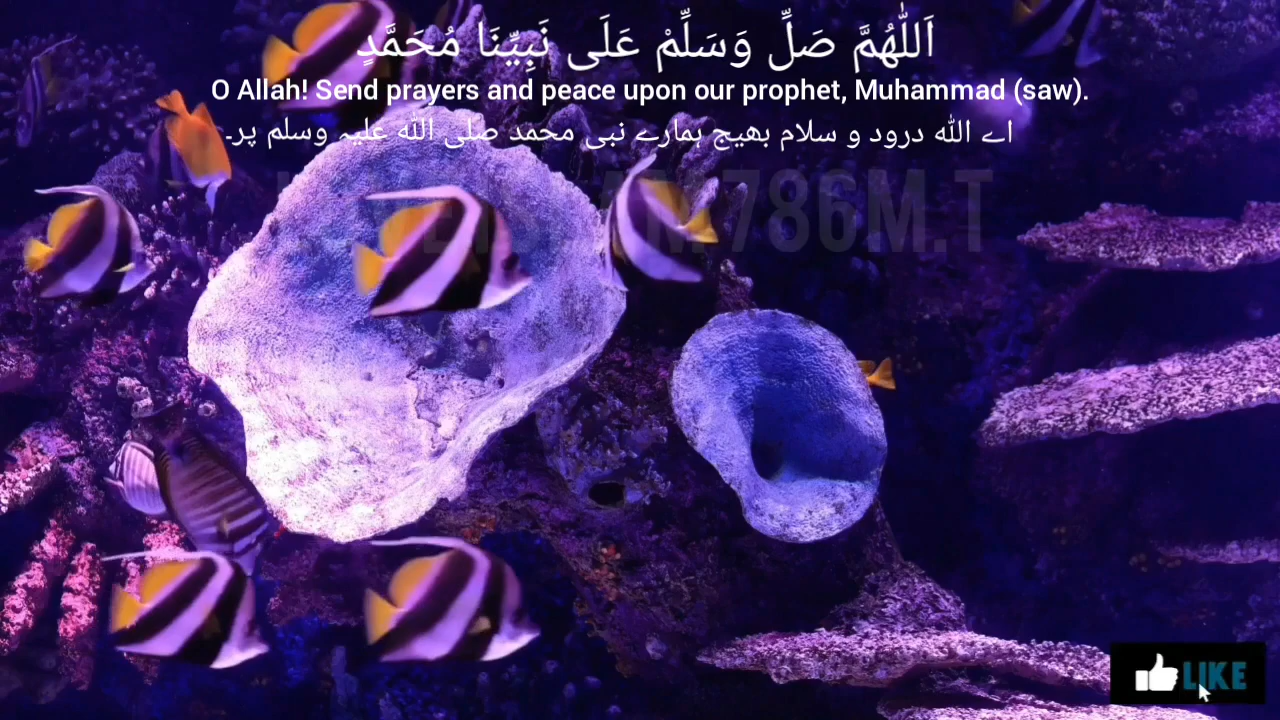 اَللّٰهُمَّ صَلِّ وَسَلِّمْ عَلَى نَبِيِّنَا مُحَمَّدٍ
O Allah! Send prayers and peace upon our prophet, Muhammad (saw).
اے اللہ درود و سلام بھیج ہمارے نبی محمد صلی اللہ علیہ وسلم پر۔
786M.T
LIKE